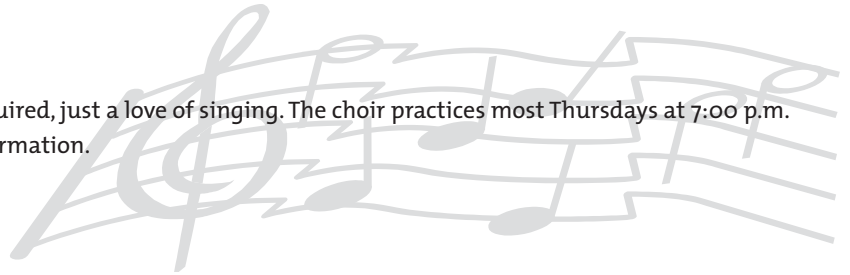 uired, just a love of singing. The choir practices most Thursdays at 7:00 p.m.
rmation.